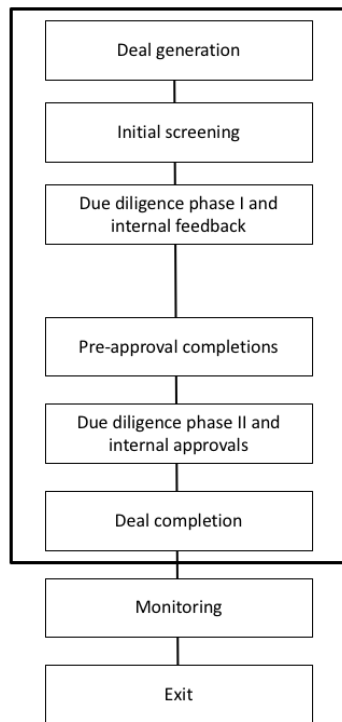 Deal generation
Initial screening
Due diligence phase I and
internal feedback
Pre-approval completions
Due diligence phase II and
internal approvals
Deal completion
Monitoring
Exit